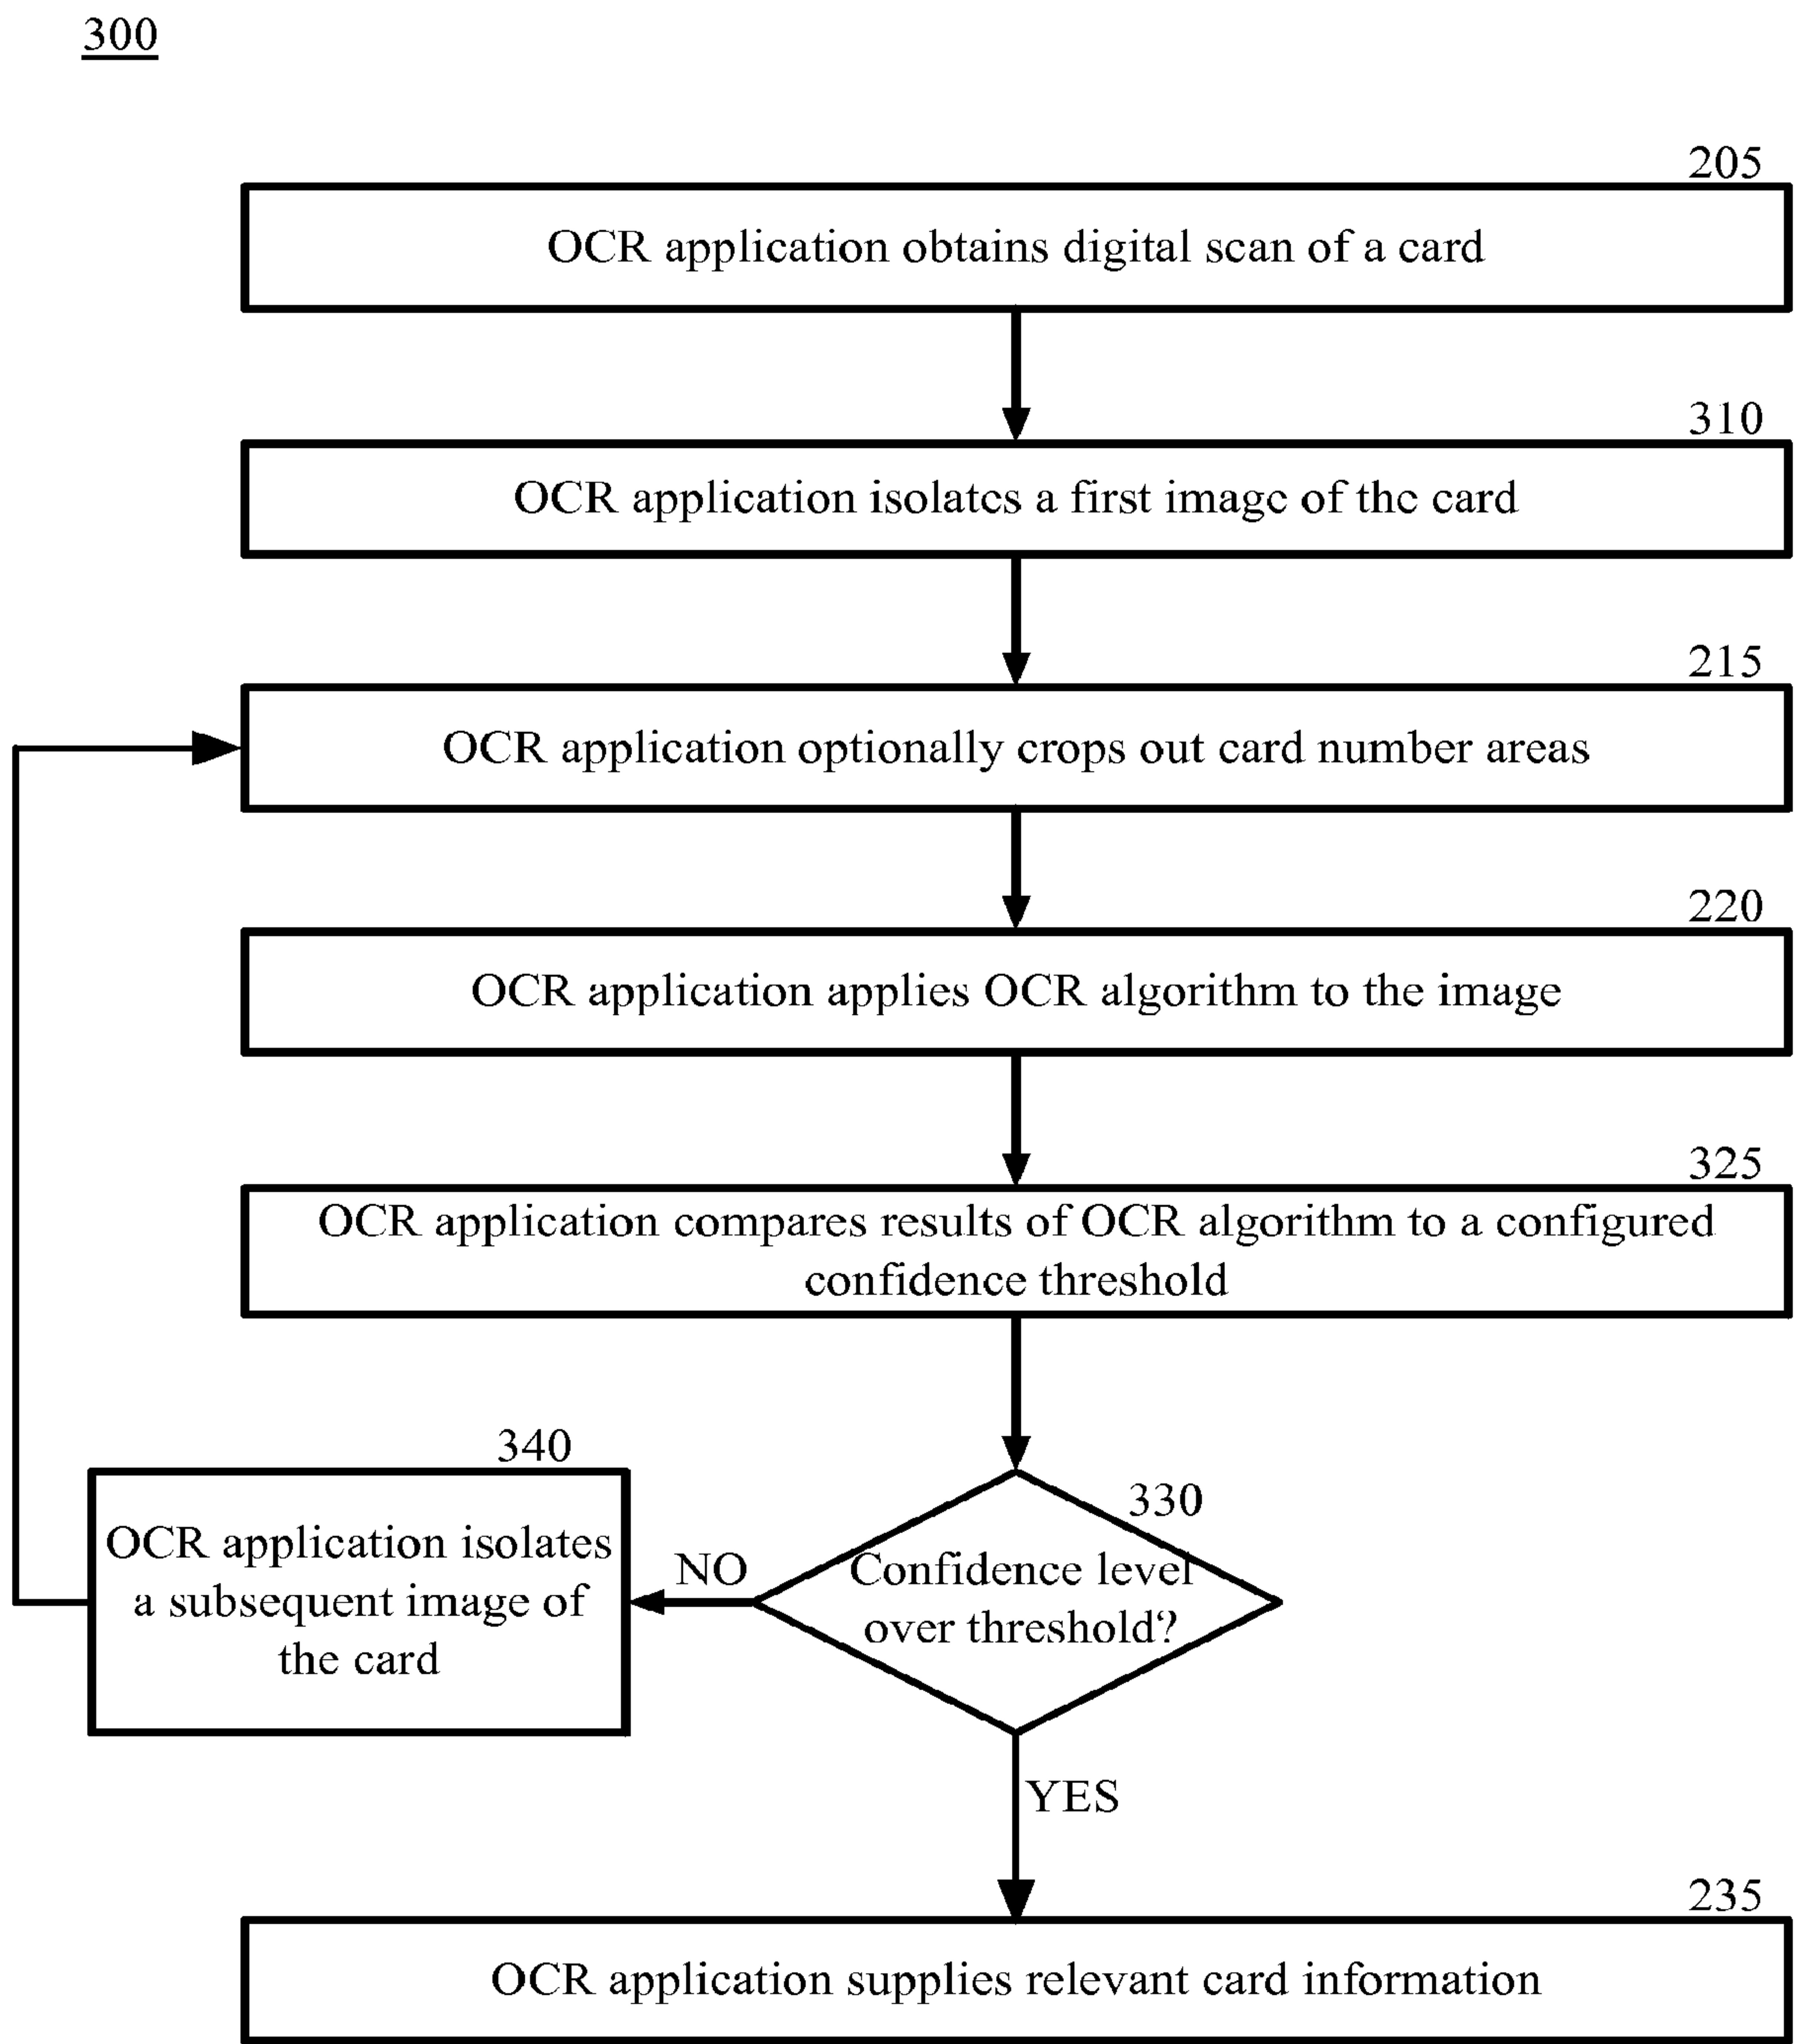 300
205
OCR application obtains digital scan of a card
310
OCR application isolates a first image of the card
215
OCR application optionally crops out card number areas
220
OCR application applies OCR algorithm to the image
325
OCR application compares results of OCR algorithm to a configured
confidence threshold
330
Confidence level
over threshold?
NO
340
OCR application isolates
a subsequent image of
the card
YES
235
OCR application supplies relevant card information